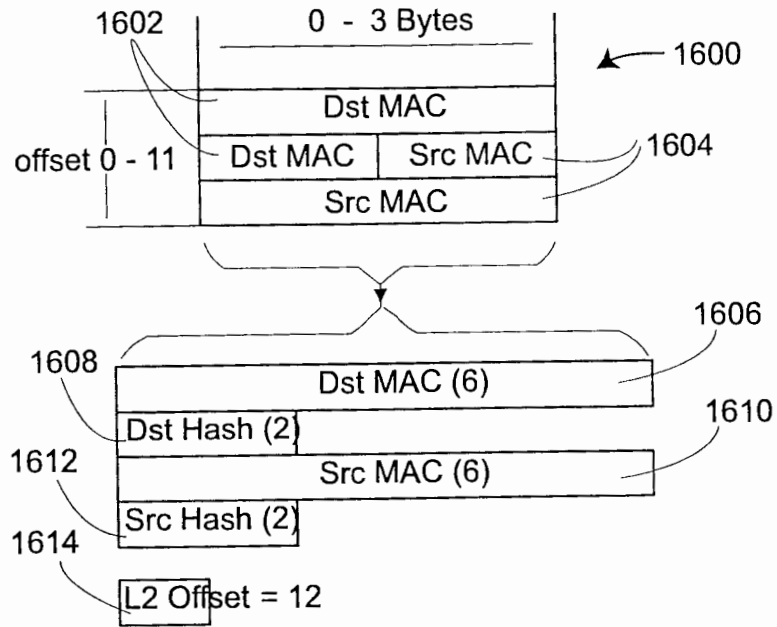 1602
0 - 3 Bytes
1600
Dst MAC
offset 0 - 11
Dst MAC
Src MAC
1604
Src MAC
1606
1608
Dst MAC (6)
1610
Dst Hash (2)
1612
Src MAC (6)
Src Hash (2)
1614
L2 Offset = 12